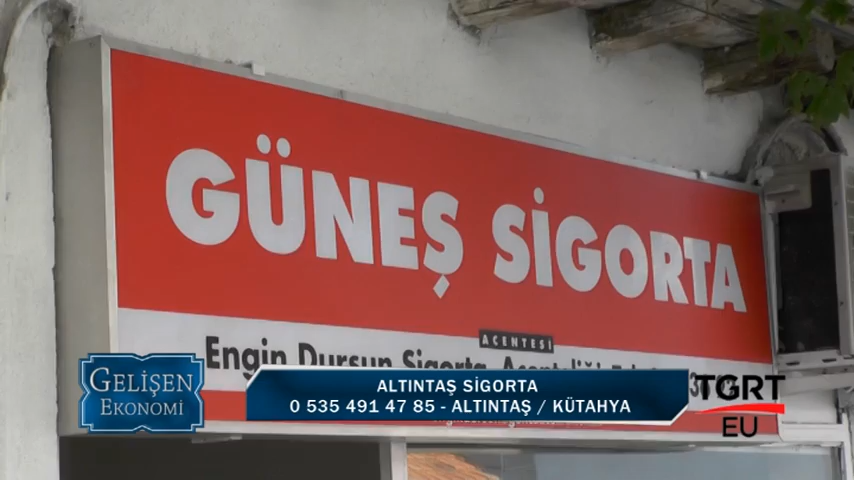 GÜNEŞ SİGORTA
ACENTESİ
Engin Dursun Sigorta
GELİŞEN
EKONOMİ
ALTINTAŞ SİGORTA
0 535 491 47 85 - ALTINTAŞ / KÜTAHYA
TGRT
EU